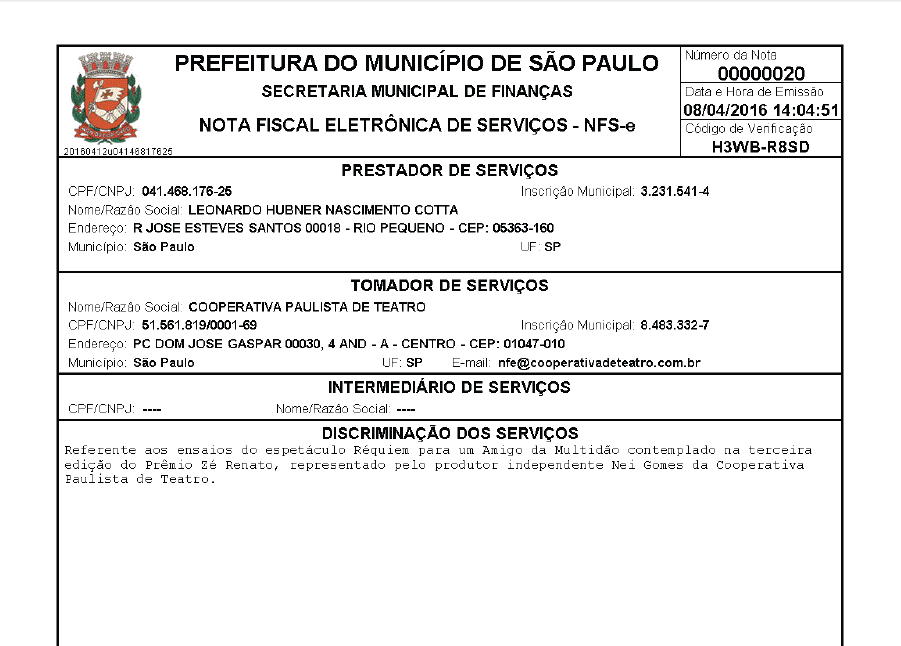 PREFEITURA DO MUNICÍPIO DE SÃO PAULO
SECRETARIA MUNICIPAL DE FINANÇAS
NOTA FISCAL ELETRÔNICA DE SERVIÇOS - NFS-e
20160412u04146817625
Número da Nota
00000020
Data e Hora de Emissão
08/04/2016 14:04:51
Código de Verificação
H3WB-R8SD
PRESTADOR DE SERVIÇOS
CPF/CNPJ: 041.468.176-25 Inscrição Municipal: 3.231.541-4
Nome/Razão Social: LEONARDO HUBNER NASCIMENTO COTTA
Endereço: R JOSE ESTEVES SANTOS 00018 - RIO PEQUENO - CEP: 05363-160
Município: São Paulo UF: SP
TOMADOR DE SERVIÇOS
Nome/Razão Social: COOPERATIVA PAULISTA DE TEATRO
CPF/CNPJ: 51.561.819/0001-69 Inscrição Municipal: 8.483.332-7
Endereço: PC DOM JOSE GASPAR 00030, 4 AND - A - CENTRO - CEP: 01047-010
Município: São Paulo UF: SP E-mail: nfe@cooperativadeteatro.com.br
INTERMEDIÁRIO DE SERVIÇOS
CPF/CNPJ: ---- Nome/Razão Social: ----
DISCRIMINAÇÃO DOS SERVIÇOS
Referente aos ensaios do espetáculo Réquiem para um Amigo da Multidão contemplado na terceira
edição do Prêmio Zé Renato, representado pelo produtor independente Nei Gomes da Cooperativa
Paulista de Teatro.